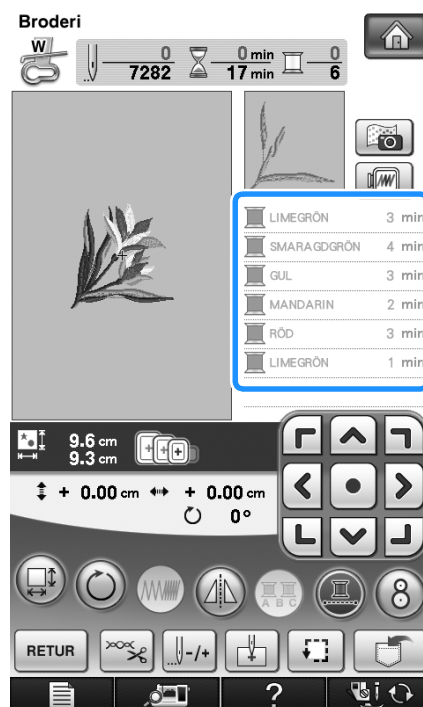 Broderi
W
0 0 min 0
7282 17 min 6
LIMEGRÖN 3 min
SMARAGDGRÖN 4 min
GUL 3 min
MANDARIN 2 min
RÖD 3 min
LIMEGRÖN 1 min
9.6 cm
9.3 cm
+ 0.00 cm + 0.00 cm
0°
A B C
8
RETUR
-/+
?